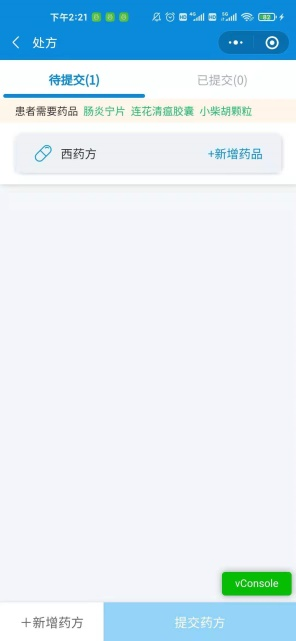 下午2:21
处方
待提交(1)
已提交(0)
患者需要药品 肠炎宁片 连花清瘟胶囊 小柴胡颗粒
西药方
+新增药品
vConsole
+新增药方
提交药方